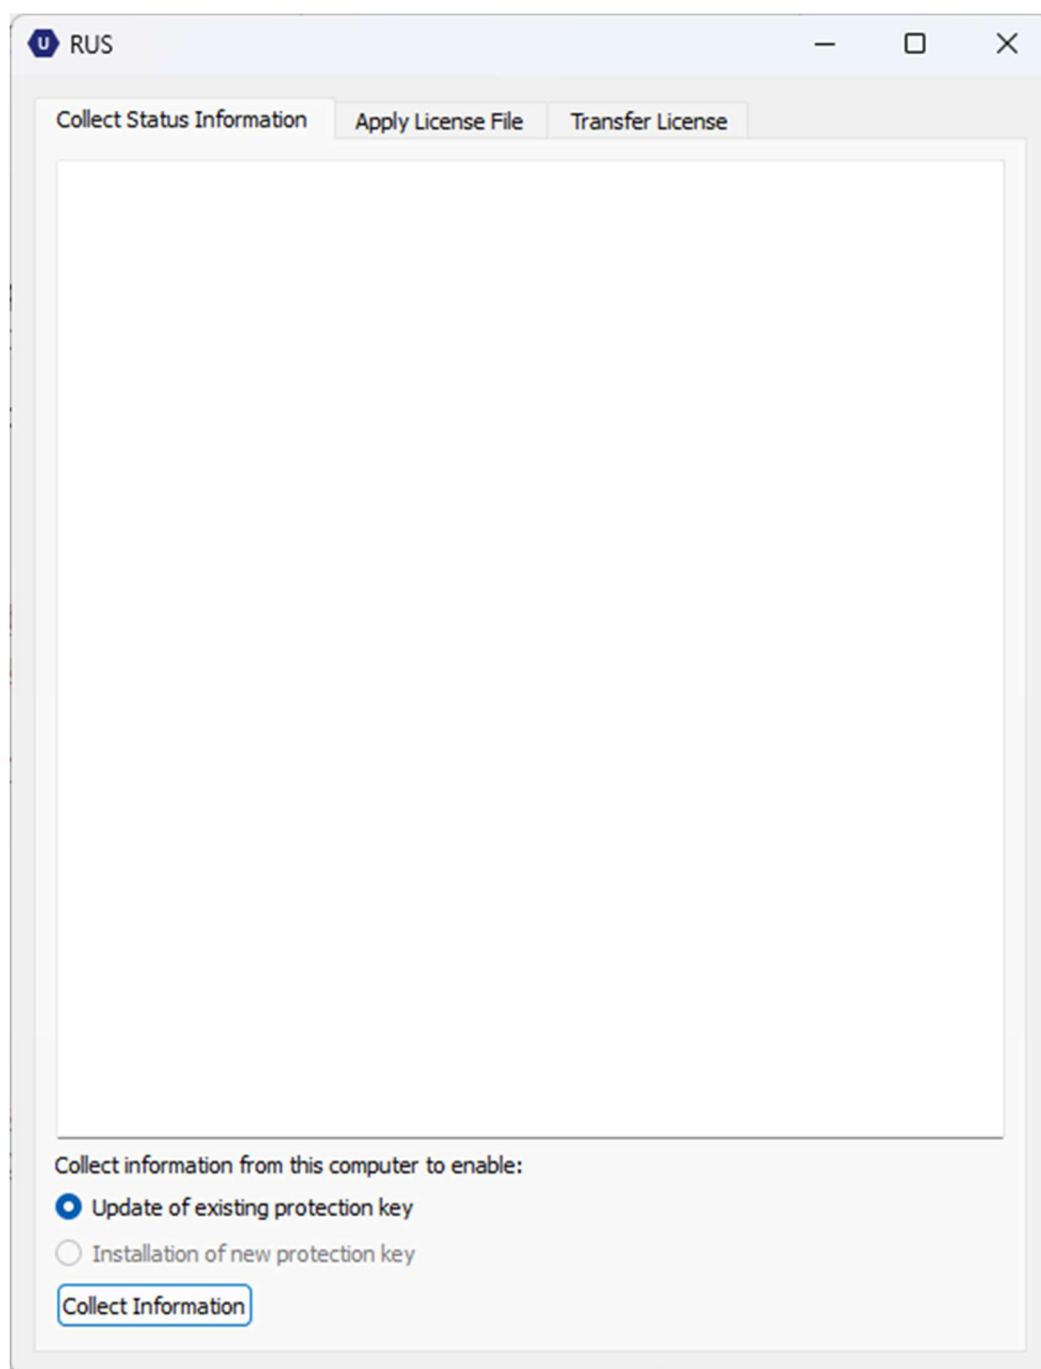 U RUS
Collect Status Information Apply License File Transfer License
Collect information from this computer to enable:
Update of existing protection key
Installation of new protection key
Collect Information